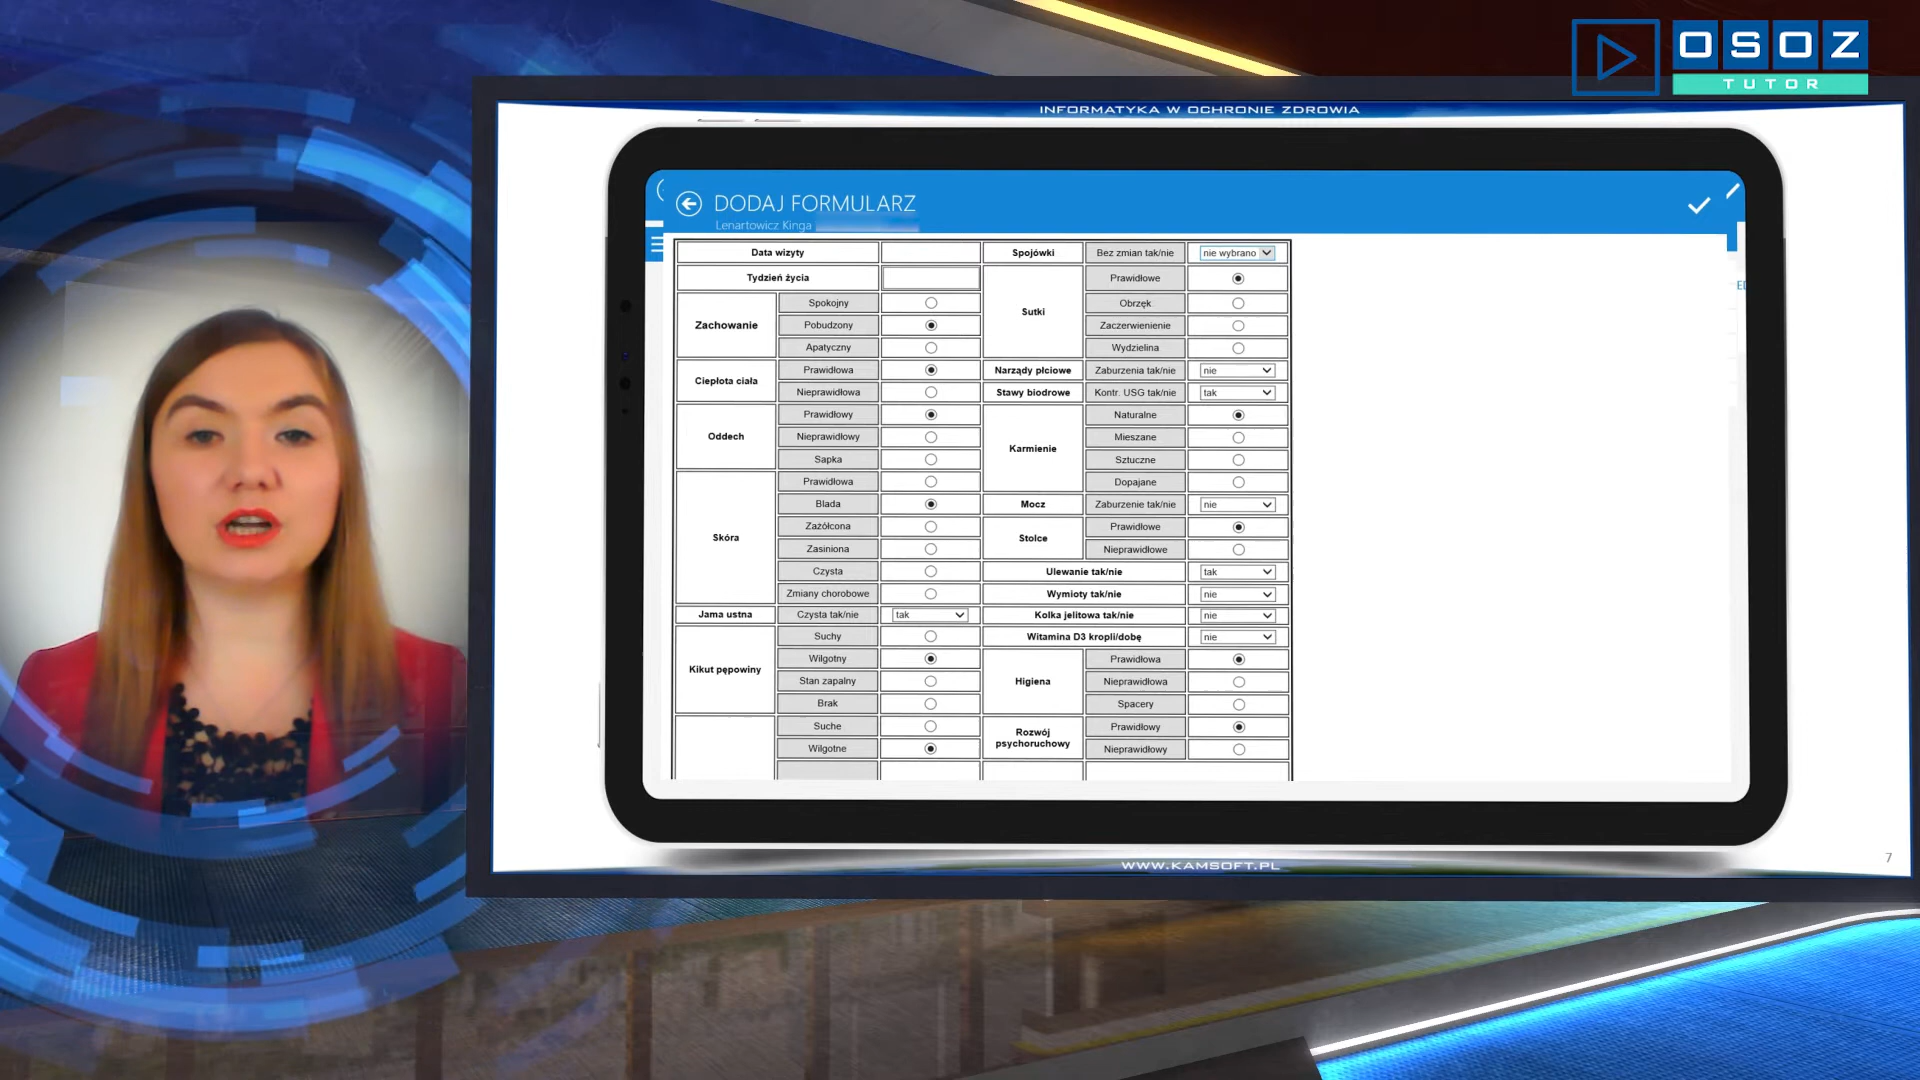 OSOZ
TUTOR
INFORMATYKA W OCHRONIE ZDROWIA
DODAJ FORMULARZ
Lenartowicz Kinga
Data wizyty
Tydzień życia
Zachowanie
Spokojny
Pobudzony
Apatyczny
Ciepłota ciała
Prawidłowa
Nieprawidłowa
Oddech
Prawidłowy
Nieprawidłowy
Sapka
Skóra
Prawidłowa
Blada
Zażółcona
Zasiniona
Czysta
Zmiany chorobowe
Jama ustna
Czysta tak/nie
tak
Kikut pępowiny
Suchy
Wilgotny
Stan zapalny
Brak
Suche
Wilgotne
Spojówki
Bez zmian tak/nie
nie wybrano
Sutki
Prawidłowe
Obrzęk
Zaczerwienienie
Wydzielina
Narządy płciowe
Zaburzenia tak/nie
nie
Stawy biodrowe
Kontr. USG tak/nie
tak
Karmienie
Naturalne
Mieszane
Sztuczne
Dopajane
Mocz
Zaburzenie tak/nie
nie
Stolce
Prawidłowe
Nieprawidłowe
Ulewanie tak/nie
tak
Wymioty tak/nie
nie
Kolka jelitowa tak/nie
nie
Witamina D3 kropli/dobę
nie
Higiena
Prawidłowa
Nieprawidłowa
Spacery
Rozwój
psychoruchowy
Prawidłowy
Nieprawidłowy
WWW.KAMSOFT.PL
7